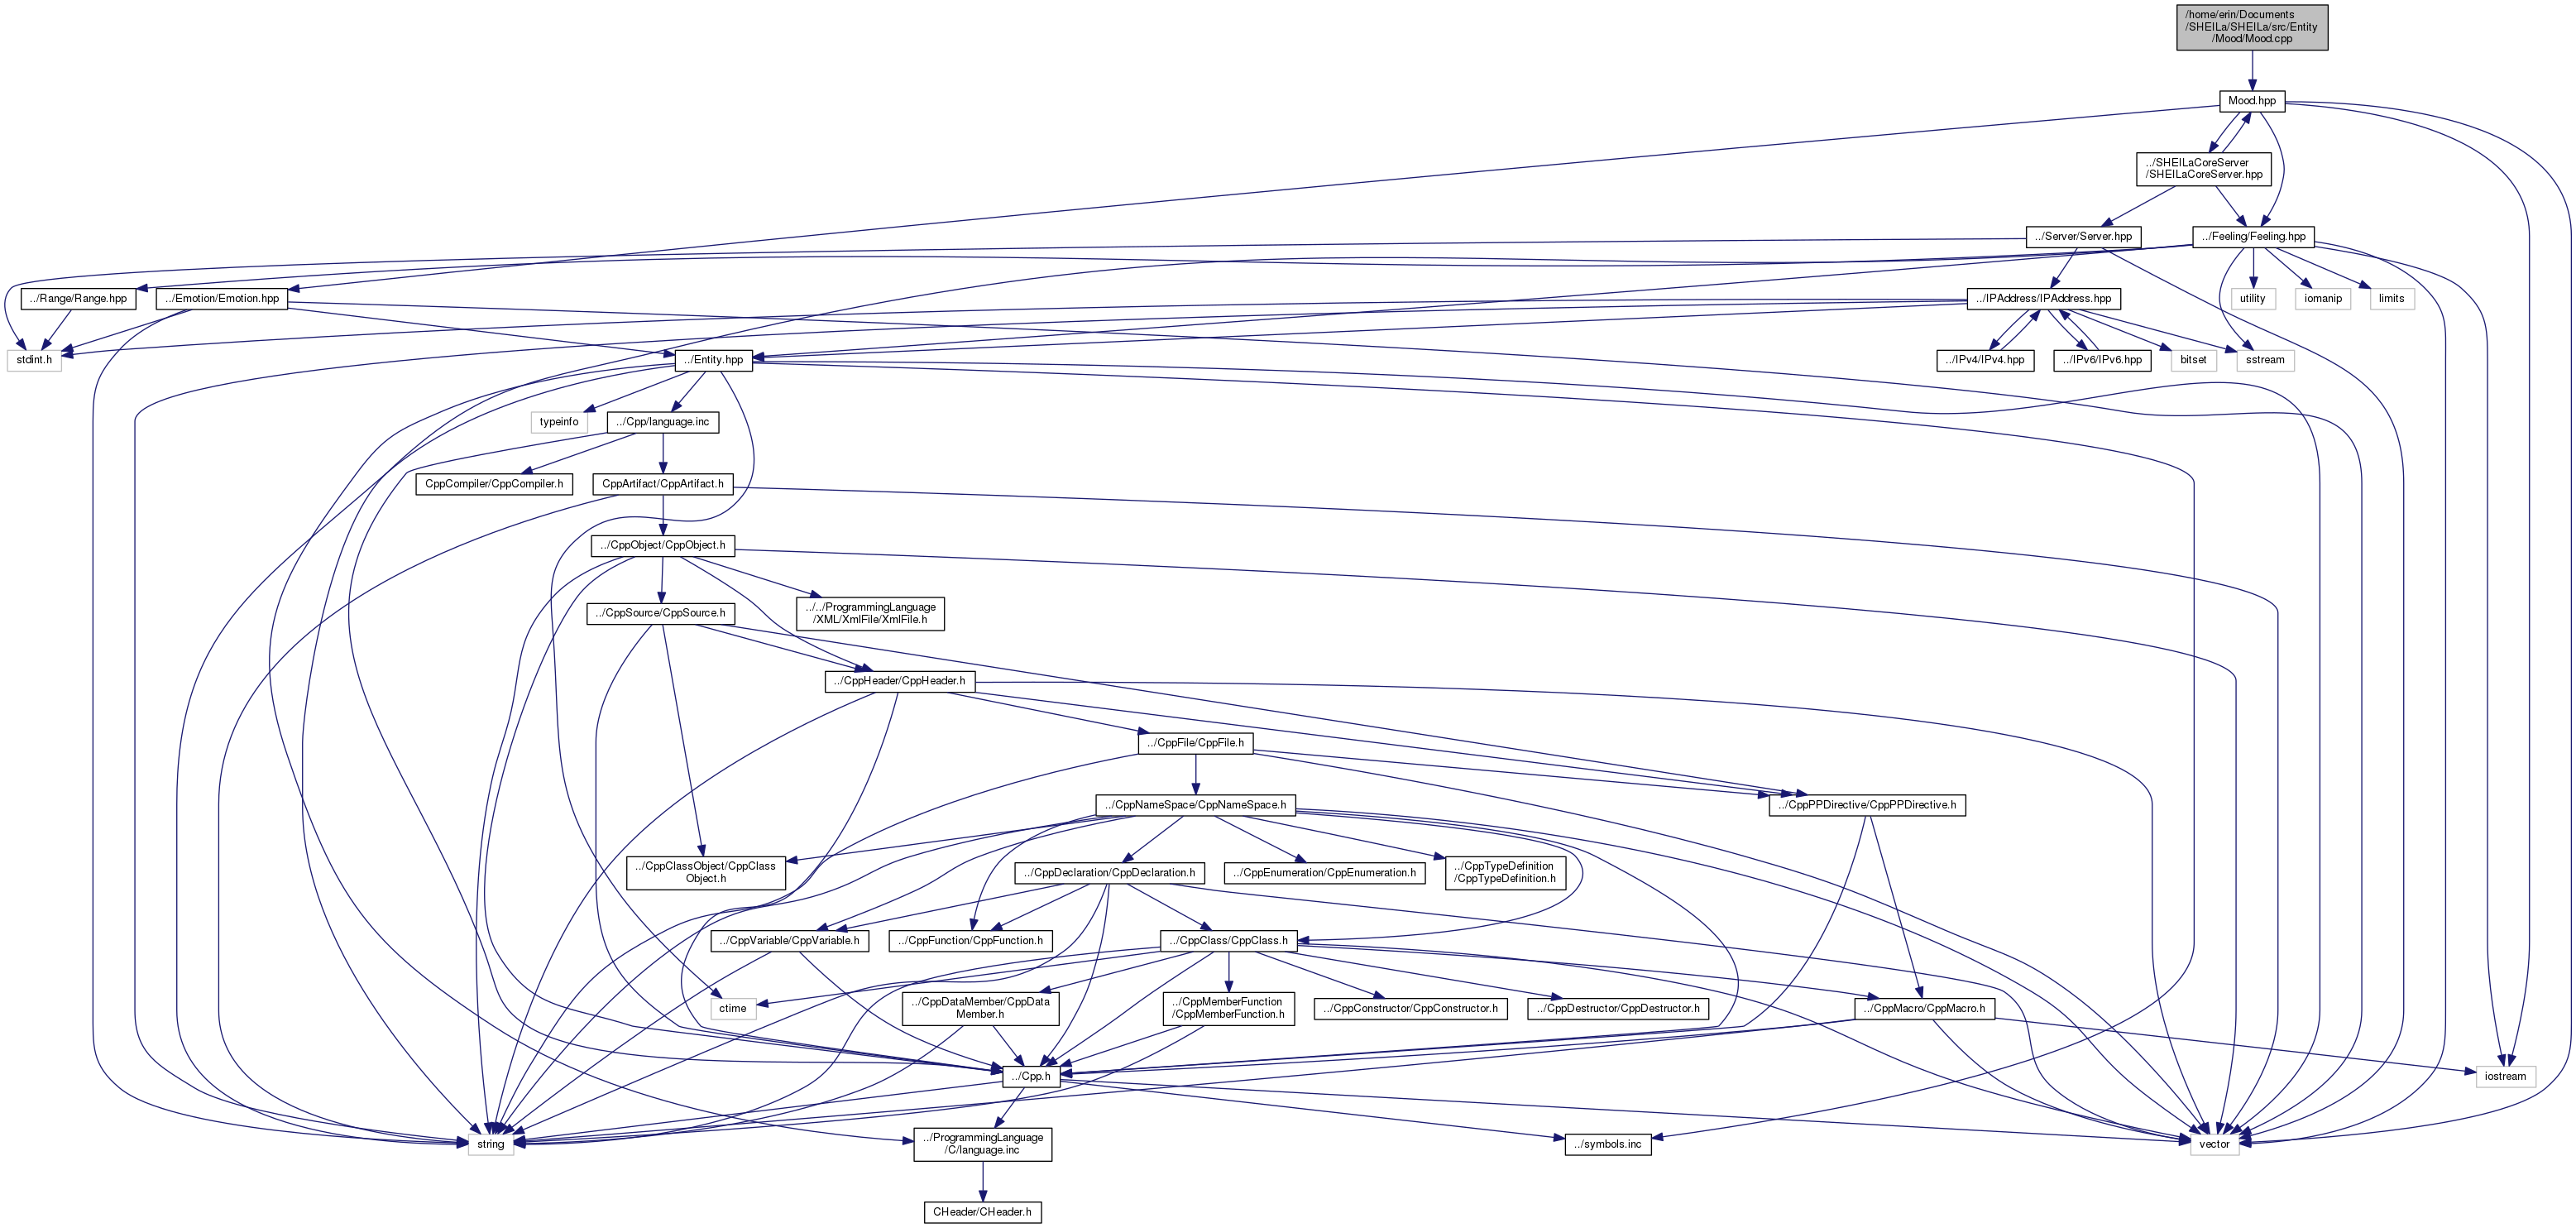 /home/erin/Documents
/SHEILa/SHEILa/src/Entity
/Mood/Mood.cpp
Mood.hpp
../SHEILaCoreServer
/SHEILaCoreServer.hpp
../Server/Server.hpp
../Feeling/Feeling.hpp
../Range/Range.hpp
../Emotion/Emotion.hpp
../IPAddress/IPAddress.hpp
utility
iomanip
limits
stdint.h
../Entity.hpp
../IPv4/IPv4.hpp
../IPv6/IPv6.hpp
bitset
sstream
typeinfo
../Cpp/language.inc
CppCompiler/CppCompiler.h
CppArtifact/CppArtifact.h
../CppObject/CppObject.h
../CppSource/CppSource.h
../../ProgrammingLanguage
/XML/XmlFile/XmlFile.h
../CppHeader/CppHeader.h
../CppFile/CppFile.h
../CppNameSpace/CppNameSpace.h
../CppPPDirective/CppPPDirective.h
../CppClassObject/CppClass
Object.h
../CppDeclaration/CppDeclaration.h
../CppEnumeration/CppEnumeration.h
../CppTypeDefinition
/CppTypeDefinition.h
../CppVariable/CppVariable.h
../CppFunction/CppFunction.h
../CppClass/CppClass.h
ctime
../CppDataMember/CppData
Member.h
../CppMemberFunction
/CppMemberFunction.h
../CppConstructor/CppConstructor.h
../CppDestructor/CppDestructor.h
../CppMacro/CppMacro.h
../Cpp.h
iostream
string
../ProgrammingLanguage
/C/language.inc
../symbols.inc
vector
CHeader/CHeader.h